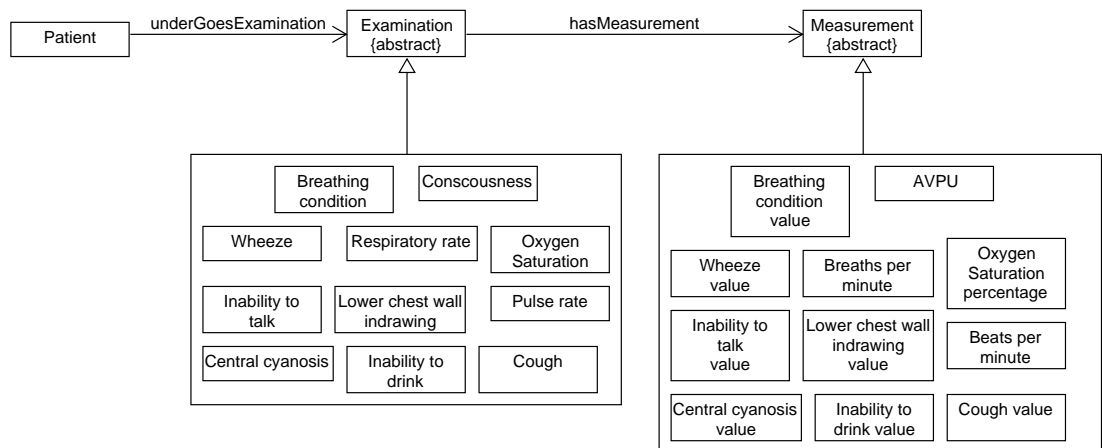 Patient
underGoesExamination
Examination
{abstract}
hasMeasurement
Measurement
{abstract}
Breathing
condition
Conscousness
Wheeze
Respiratory rate
Oxygen
Saturation
Inability to
talk
Lower chest wall
indrawing
Pulse rate
Central cyanosis
Inability to
drink
Cough
Breathing
condition
value
AVPU
Wheeze
value
Breaths per
minute
Oxygen
Saturation
percentage
Inability to
talk
value
Lower chest wall
indrawing
value
Beats per
minute
Central cyanosis
value
Inability to
drink value
Cough value